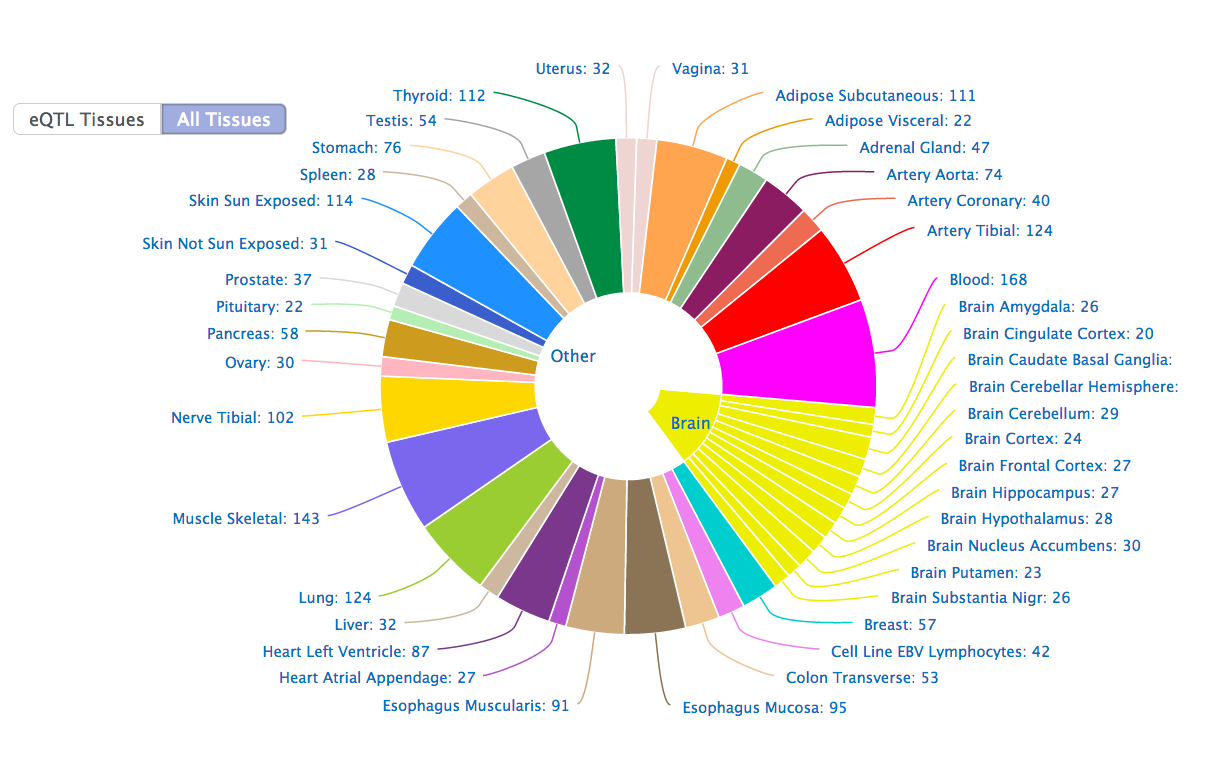 Uterus: 32
Vagina: 31
Thyroid: 112
Adipose Subcutaneous: 111
eQTL Tissues
All Tissues
Testis: 54
Adipose Visceral: 22
Stomach: 76
Adrenal Gland: 47
Spleen: 28
Artery Aorta: 74
Skin Sun Exposed: 114
Artery Coronary: 40
Artery Tibial: 124
Skin Not Sun Exposed: 31
Prostate: 37
Blood: 168
Pituitary: 22
Brain Amygdala: 26
Pancreas: 58
Brain Cingulate Cortex: 20
Other
Ovary: 30
Brain Caudate Basal Ganglia:
Brain Cerebellar Hemisphere:
Nerve Tibial: 102
Brain Cerebellum: 29
Brain
Brain Cortex: 24
Brain Frontal Cortex: 27
Brain Hippocampus: 27
Muscle Skeletal: 143
Brain Hypothalamus: 28
Brain Nucleus Accumbens: 30
Brain Putamen: 23
Lung: 124
Brain Substantia Nigr: 26
Liver: 32
Breast: 57
Heart Left Ventricle: 87
Cell Line EBV Lymphocytes: 42
Heart Atrial Appendage: 27
Colon Transverse: 53
Esophagus Muscularis: 91
Esophagus Mucosa: 95